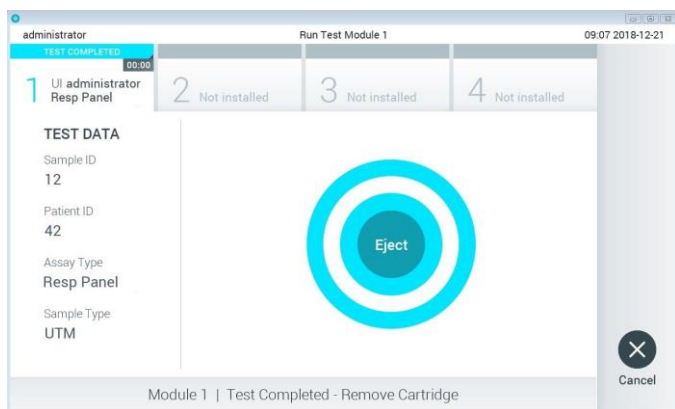 administrator
Run Test Module 1
09:07 2018-12-21
TEST COMPLETED
00:00
1
UI administrator
Resp Panel
2 Not installed
3 Not installed
4 Not installed
TEST DATA
Sample ID
12
Patient ID
42
Assay Type
Resp Panel
Sample Type
UTM
Eject
Cancel
Module 1 | Test Completed - Remove Cartridge